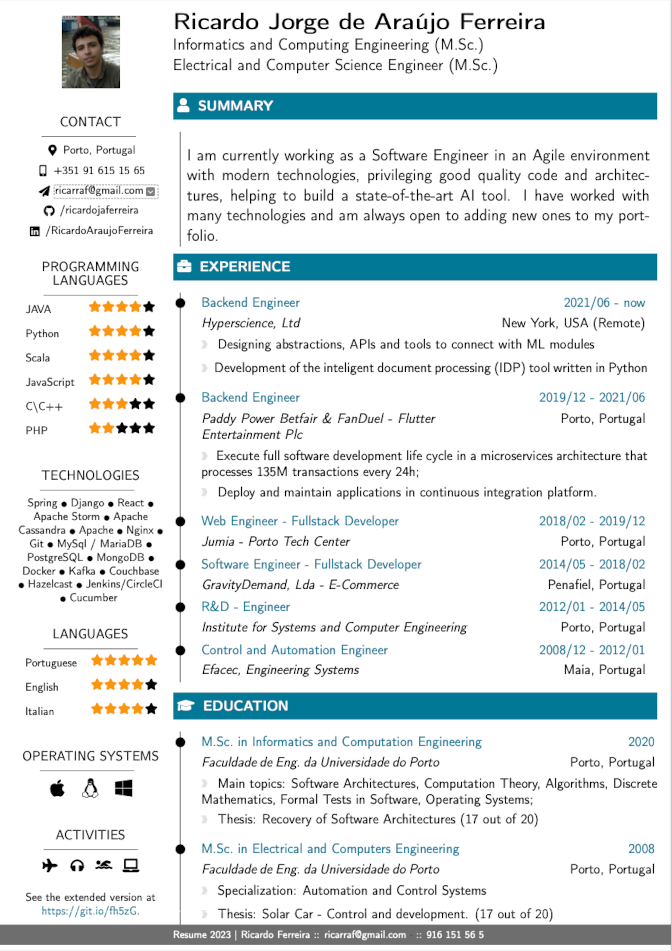 Ricardo Jorge de Araújo Ferreira
Informatics and Computing Engineering (M.Sc.)
Electrical and Computer Science Engineer (M.Sc.)
CONTACT
Porto, Portugal
+351 91 615 15 65
ricarraf@gmail.com
/ricardojaferreira
/RicardoAraujoFerreira
PROGRAMMING
LANGUAGES
JAVA
Python
Scala
JavaScript
C\C++
PHP
TECHNOLOGIES
Spring ● Django ● React ●
Apache Storm ● Apache
Cassandra ● Apache ● Nginx ●
Git ● MySql / MariaDB ●
PostgreSQL ● MongoDB ●
Docker ● Kafka ● Couchbase
● Hazelcast ● Jenkins/CircleCI
● Cucumber
LANGUAGES
Portuguese
English
Italian
OPERATING SYSTEMS
ACTIVITIES
See the extended version at
https://git.io/fh5zG.
SUMMARY
I am currently working as a Software Engineer in an Agile environment
with modern technologies, privileging good quality code and architec-
tures, helping to build a state-of-the-art AI tool. I have worked with
many technologies and am always open to adding new ones to my port-
folio.
EXPERIENCE
Backend Engineer 2021/06 - now
Hyperscience, Ltd New York, USA (Remote)
Designing abstractions, APIs and tools to connect with ML modules
Development of the inteligent document processing (IDP) tool written in Python
Backend Engineer 2019/12 - 2021/06
Paddy Power Betfair & FanDuel - Flutter Porto, Portugal
Entertainment Plc
Execute full software development life cycle in a microservices architecture that
processes 135M transactions every 24h;
Deploy and maintain applications in continuous integration platform.
Web Engineer - Fullstack Developer 2018/02 - 2019/12
Jumia - Porto Tech Center Porto, Portugal
Software Engineer - Fullstack Developer 2014/05 - 2018/02
GravityDemand, Lda - E-Commerce Penafiel, Portugal
R&D - Engineer 2012/01 - 2014/05
Institute for Systems and Computer Engineering Porto, Portugal
Control and Automation Engineer 2008/12 - 2012/01
Efacec, Engineering Systems Maia, Portugal
EDUCATION
M.Sc. in Informatics and Computation Engineering 2020
Faculdade de Eng. da Universidade do Porto Porto, Portugal
Main topics: Software Architectures, Computation Theory, Algorithms, Discrete
Mathematics, Formal Tests in Software, Operating Systems;
Thesis: Recovery of Software Architectures (17 out of 20)
M.Sc. in Electrical and Computers Engineering 2008
Faculdade de Eng. da Universidade do Porto Porto, Portugal
Specialization: Automation and Control Systems
Thesis: Solar Car - Control and development. (17 out of 20)
Resume 2023 | Ricardo Ferreira :: ricarraf@gmail.com :: 916 151 56 5